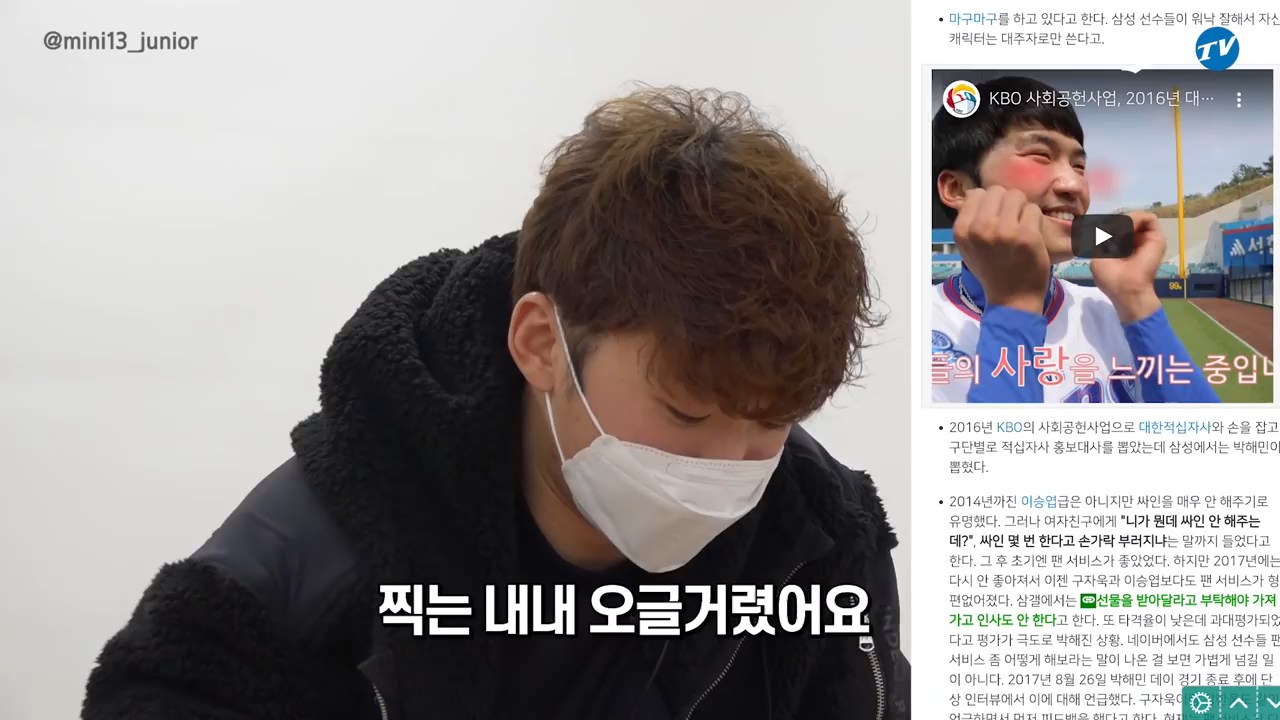 @mini13_junior
찍는 내내 오글거렸어요
마구마구를 하고 있다고 한다. 삼성 선수들이 워낙 잘해서 자신
캐릭터는 대주자로만 쓴다고.
TV
KBO 사회공헌사업, 2016년 대…
서한
99
들의 사랑을 느끼는 중입니
2016년 KBO의 사회공헌사업으로 대한적십자사와 손을 잡고
구단별로 적십자사 홍보대사를 뽑았는데 삼성에서는 박해민이
뽑혔다.
2014년까진 이승엽급은 아니지만 싸인을 매우 안 해주기로
유명했다. 그러나 여자친구에게 "니가 뭔데 싸인 안 해주는
데?", 싸인 몇 번 한다고 손가락 부러지냐는 말까지 들었다고
한다. 그 후 초기엔 팬 서비스가 좋았었다. 하지만 2017년에는
다시 안 좋아져서 이젠 구자욱과 이승엽보다도 팬 서비스가 형
편없어졌다. 삼갤에서는 선물을 받아달라고 부탁해야 가져
가고 인사도 안 한다고 한다. 또 타격율이 낮은데 과대평가되었
다고 평가가 극도로 박해진 상황. 네이버에서도 삼성 선수들 팬
서비스 좀 어떻게 해보라는 말이 나온 걸 보면 가볍게 넘길 일
이 아니다. 2017년 8월 26일 박해민 데이 경기 종료 후에 단
상 인터뷰에서 이에 대해 언급했다. 구자욱이